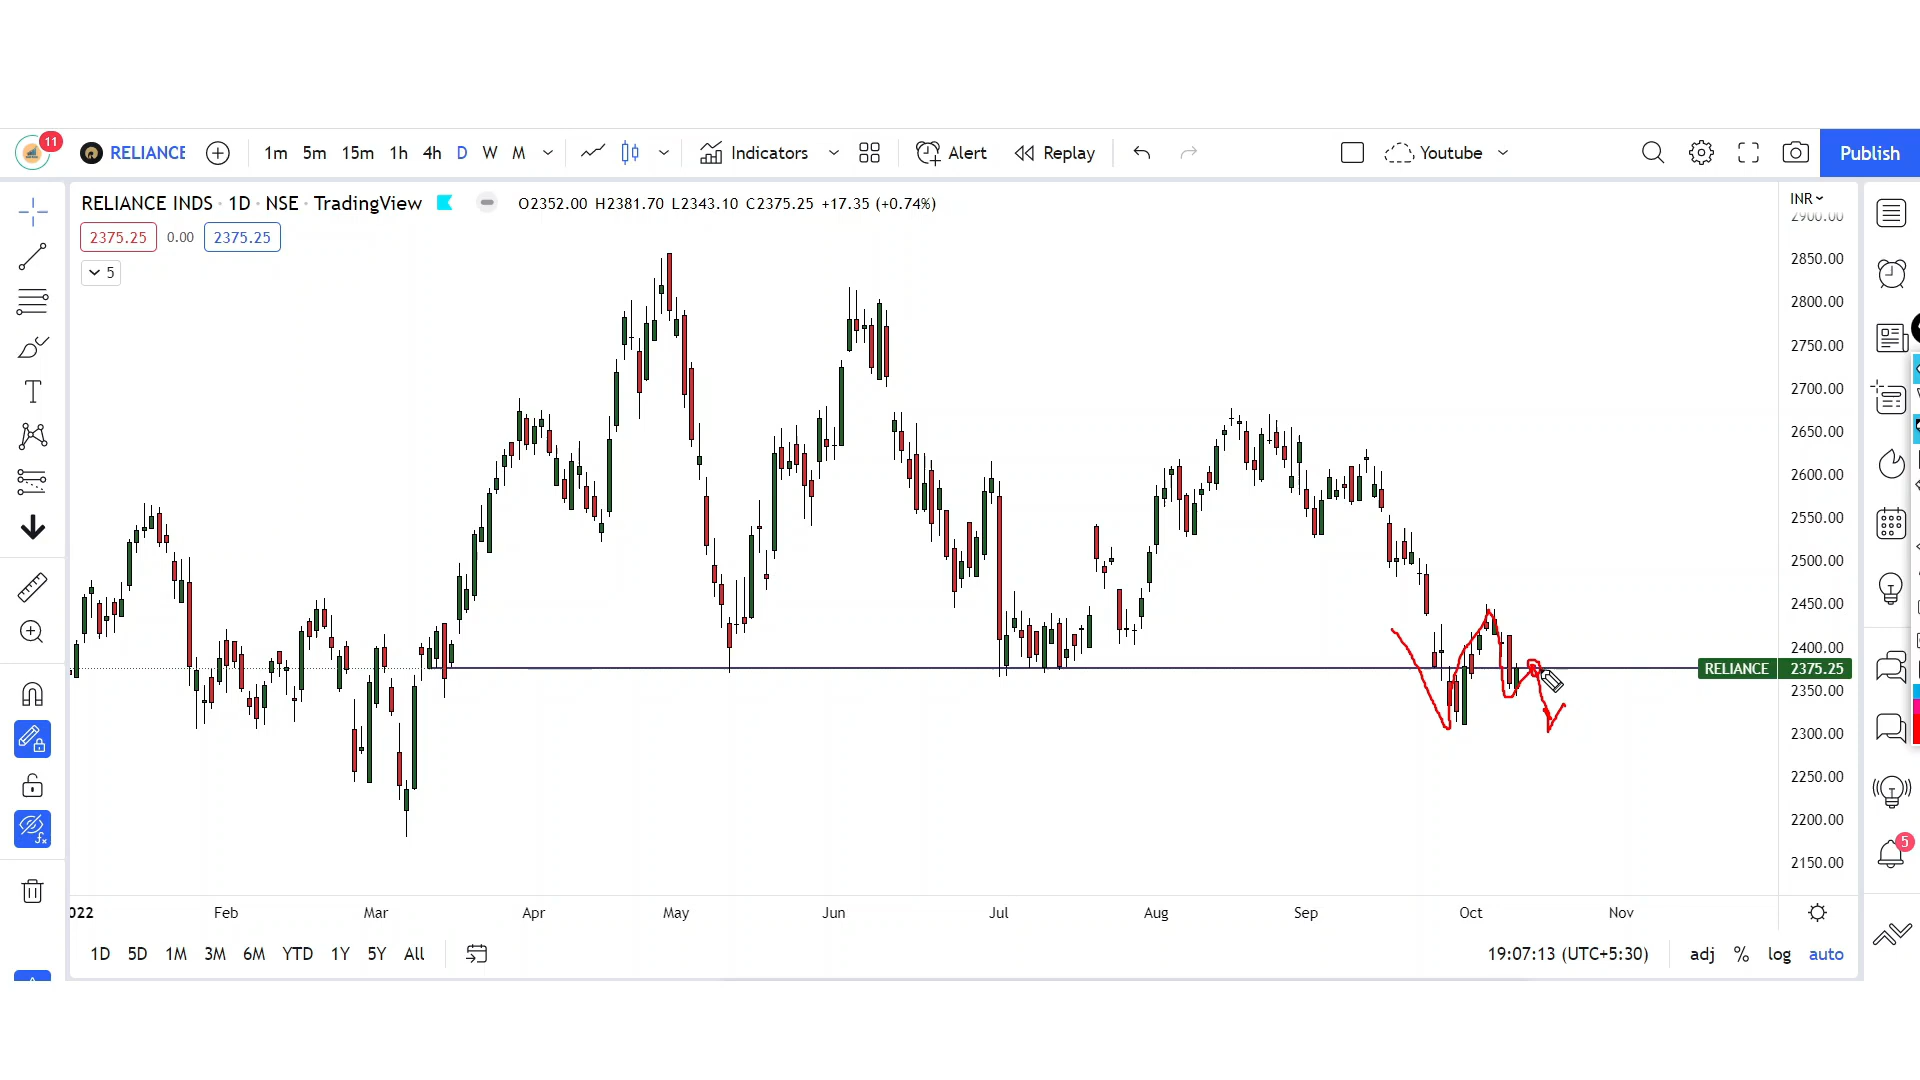 11
RELIANCE 1m 5m 15m 1h 4h D W M Indicators Alert Replay Youtube Publish
RELIANCE INDS · 1D · NSE · TradingView O2352.00 H2381.70 L2343.10 C2375.25 +17.35 (+0.74%)
INR
2375.25 0.00 2375.25
5
2900.00
2850.00
2800.00
2750.00
2700.00
2650.00
2600.00
2550.00
2500.00
2450.00
2400.00
RELIANCE 2375.25
2350.00
2300.00
2250.00
2200.00
2150.00
5
022 Feb Mar Apr May Jun Jul Aug Sep Oct Nov
1D 5D 1M 3M 6M YTD 1Y 5Y All 19:07:13 (UTC+5:30) adj % log auto